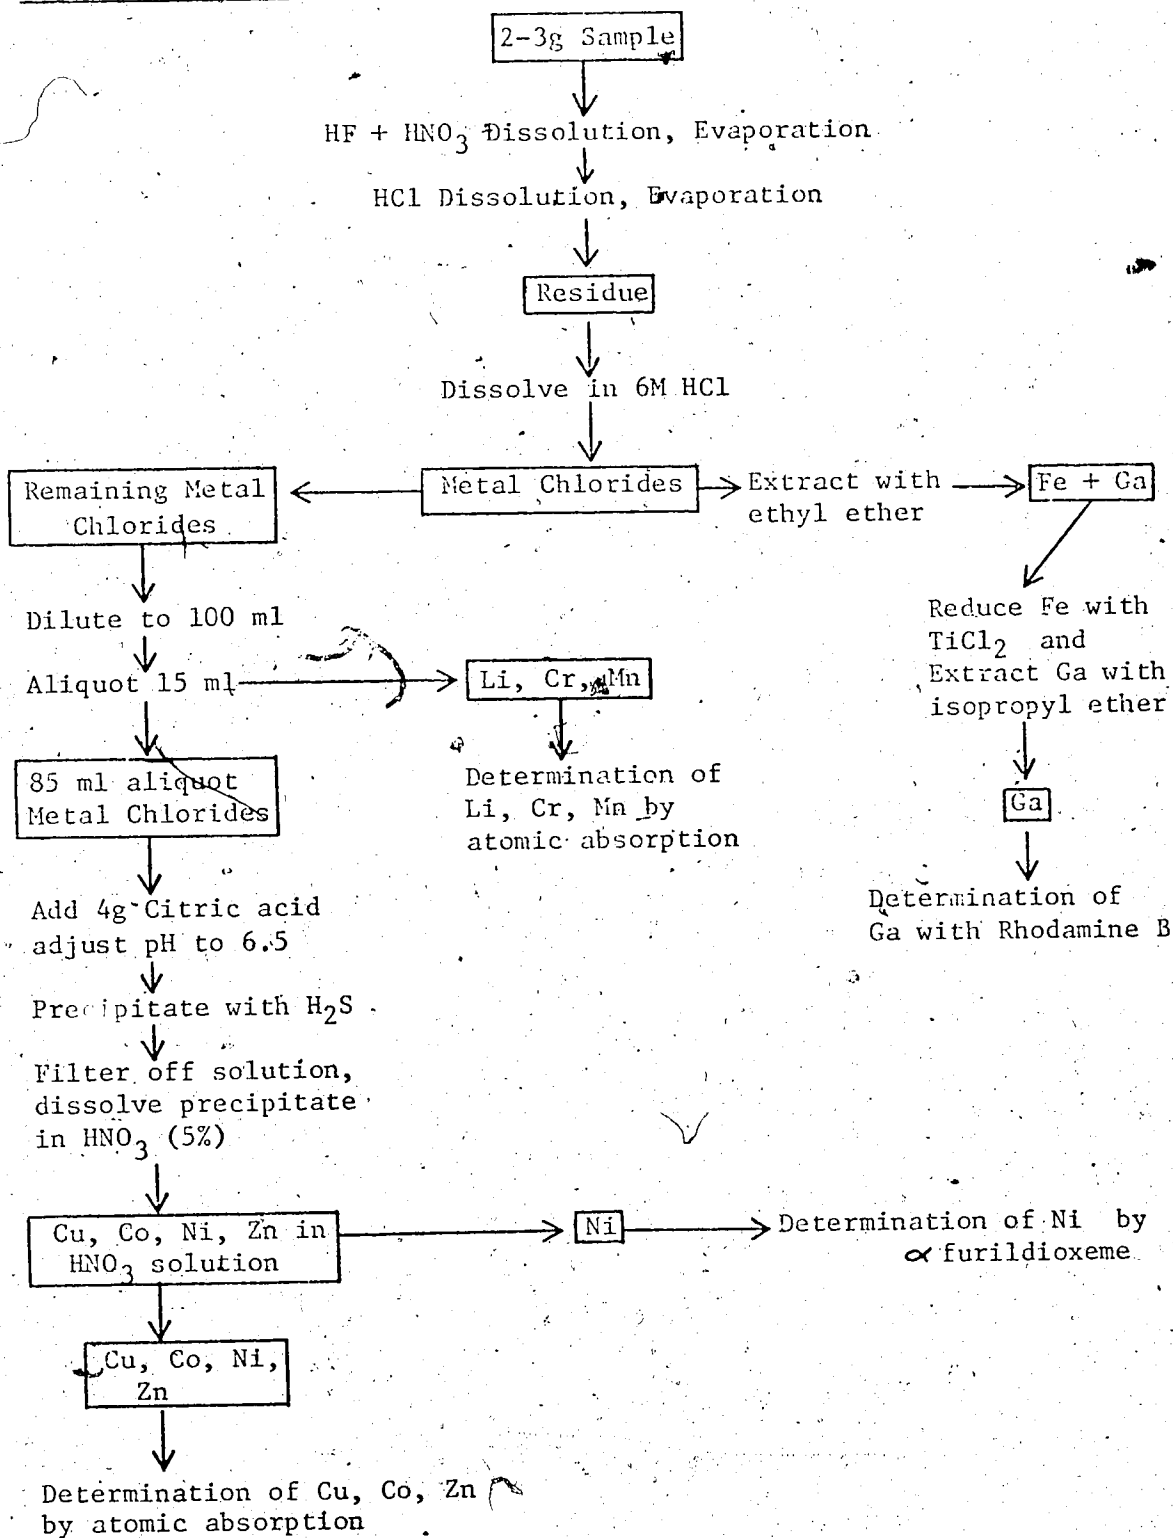 2-3g Sample
HF + HNO3 Dissolution, Evaporation
HCl Dissolution, Evaporation
Residue
Dissolve in 6M HCl
Metal Chlorides
Extract with
ethyl ether
Fe + Ga
Remaining Metal
Chlorides
Dilute to 100 ml
Aliquot 15 ml
Li, Cr, Mn
Determination of
Li, Cr, Mn by
atomic absorption
Reduce Fe with
TiCl2 and
Extract Ga with
isopropyl ether
Ga
Determination of
Ga with Rhodamine B
85 ml aliquot
Metal Chlorides
Add 4g Citric acid
adjust pH to 6.5
Precipitate with H2S
Filter off solution,
dissolve precipitate
in HNO3 (5%)
Cu, Co, Ni, Zn in
HNO3 solution
Ni
Determination of Ni by
α furildioxeme
Cu, Co, Ni,
Zn
Determination of Cu, Co, Zn
by atomic absorption